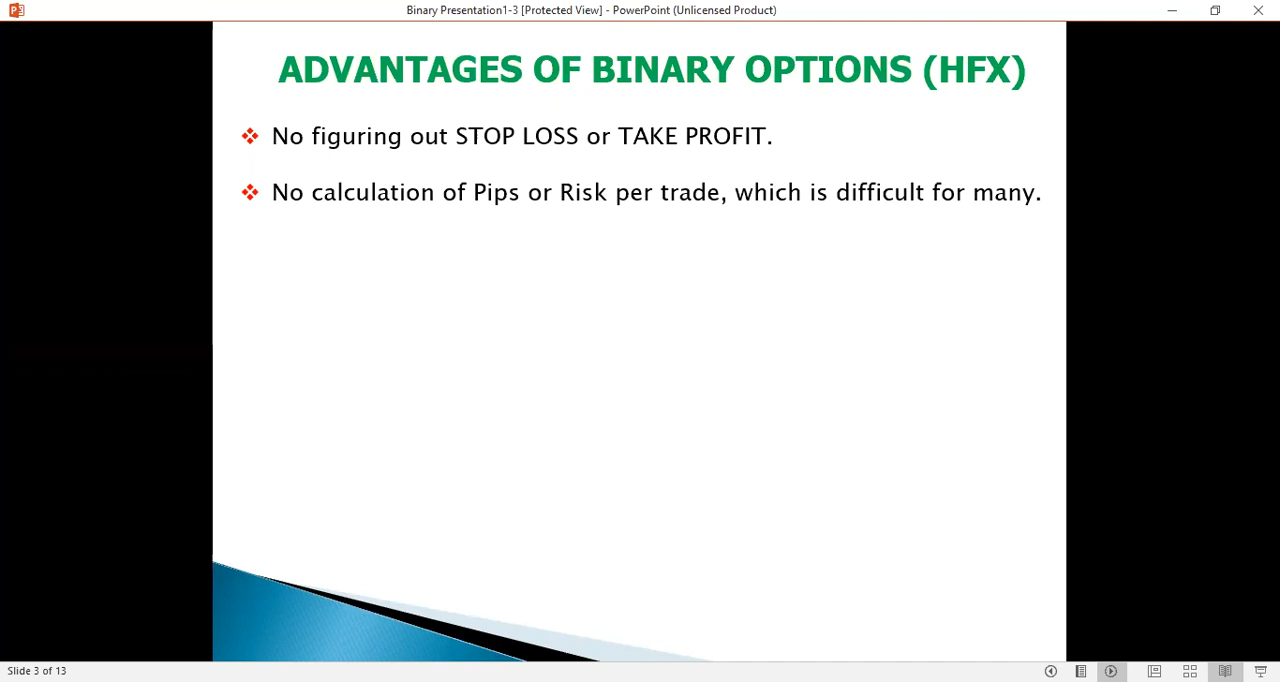 Binary Presentation1-3 [Protected View] - PowerPoint (Unlicensed Product)
ADVANTAGES OF BINARY OPTIONS (HFX)
No figuring out STOP LOSS or TAKE PROFIT.
No calculation of Pips or Risk per trade, which is difficult for many.
Slide 3 of 13